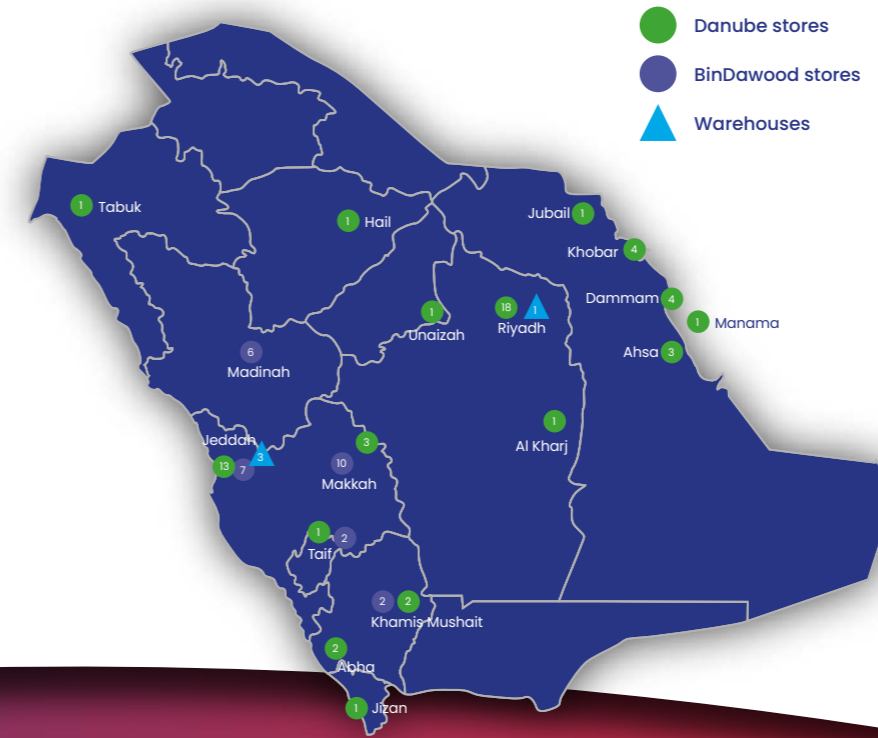 Danube stores
BinDawood stores
Warehouses
1 Tabuk
1 Hail
Jubail 1
Khobar 4
Dammam 4
1 Manama
Ahsa 3
1
Unaizah
18 1
Riyadh
6
Madinah
1
Al Kharj
Jeddah
13 7 3
3
10
Makkah
1 2
Taif
2 2
Khamis Mushait
2
Abha
1 Jizan